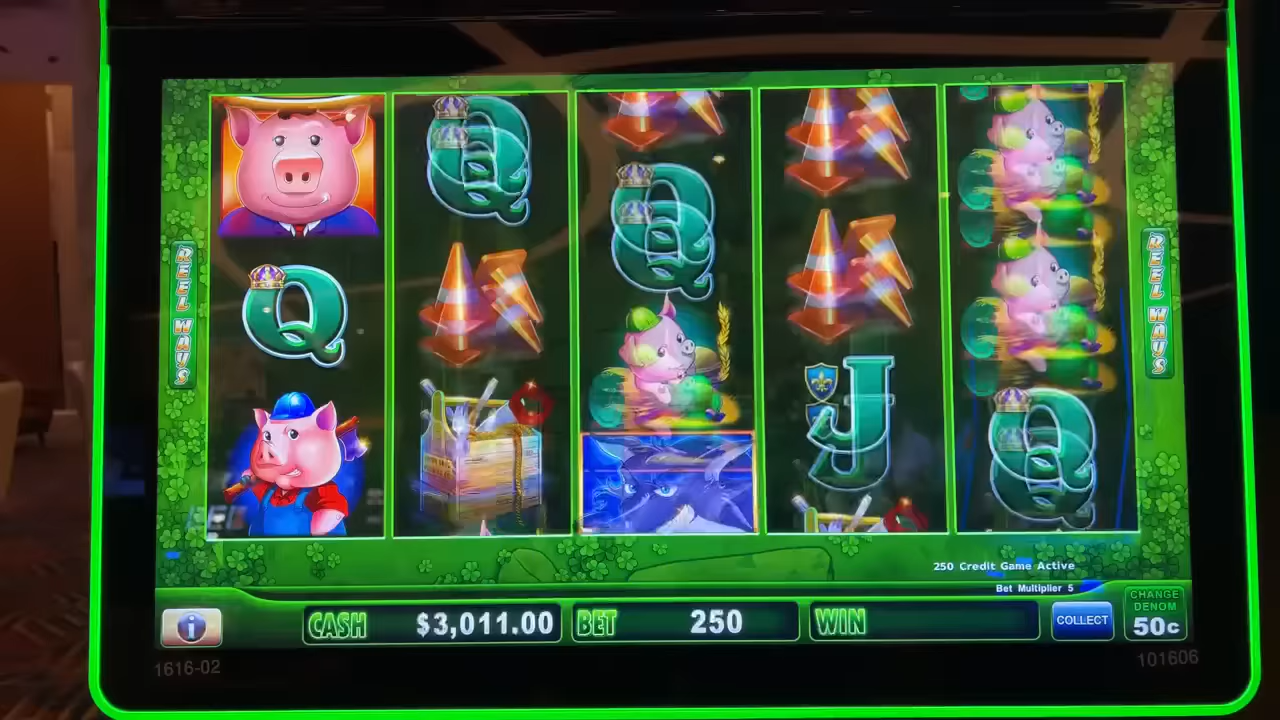 Q
Q
Q
J
Q
REEL WAYS
REEL WAYS
250 Credit Game Active
Bet Multiplier 5
CASH $3,011.00 BET 250 WIN COLLECT
CHANGE
DENOM
50¢
1616-02
101606